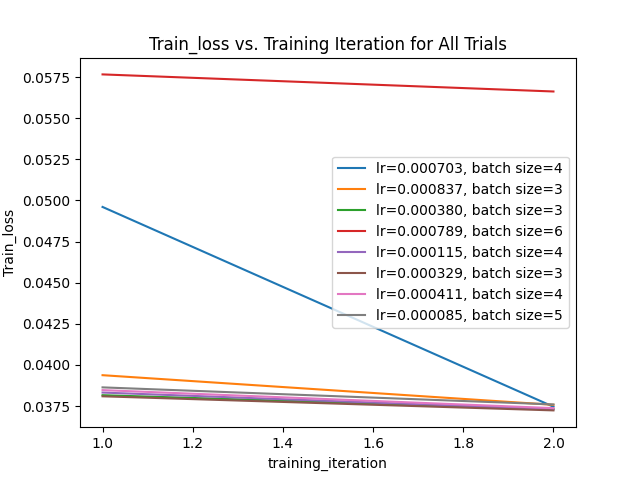 Train_loss vs. Training Iteration for All Trials
Train_loss
0.0575
0.0550
0.0525
0.0500
0.0475
0.0450
0.0425
0.0400
0.0375
lr=0.000703, batch size=4
lr=0.000837, batch size=3
lr=0.000380, batch size=3
lr=0.000789, batch size=6
lr=0.000115, batch size=4
lr=0.000329, batch size=3
lr=0.000411, batch size=4
lr=0.000085, batch size=5
1.0 1.2 1.4 1.6 1.8 2.0
training_iteration